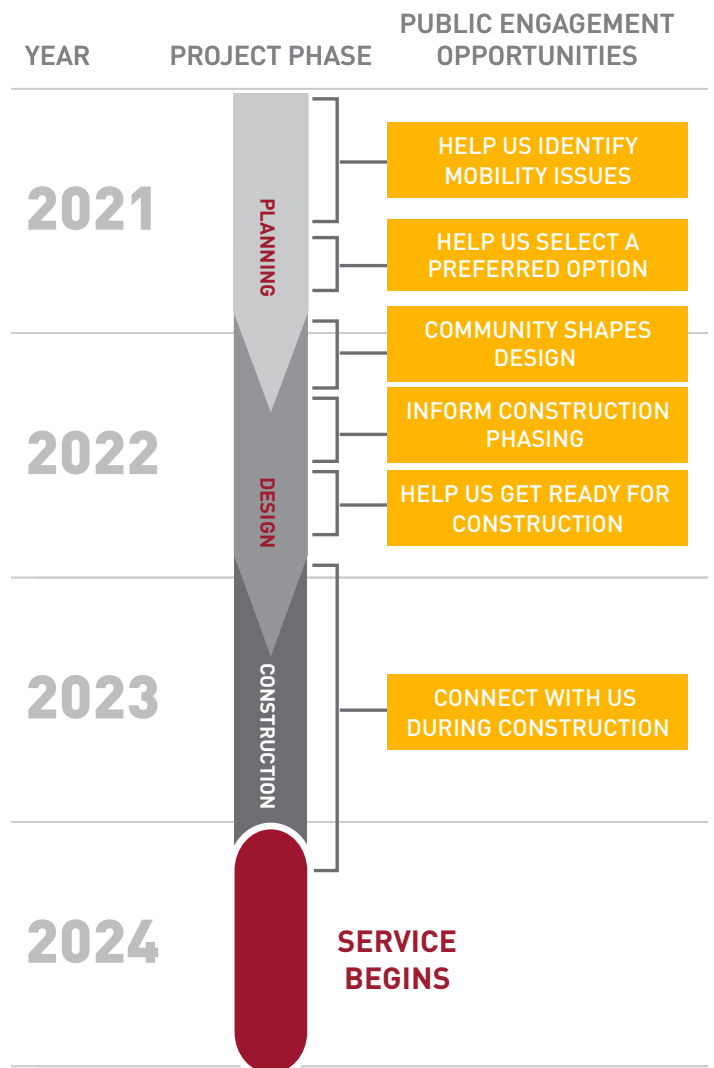 YEAR
PROJECT PHASE
PUBLIC ENGAGEMENT
OPPORTUNITIES
2021
PLANNING
HELP US IDENTIFY
MOBILITY ISSUES
HELP US SELECT A
PREFERRED OPTION
COMMUNITY SHAPES
DESIGN
2022
DESIGN
INFORM CONSTRUCTION
PHASING
HELP US GET READY FOR
CONSTRUCTION
2023
CONSTRUCTION
CONNECT WITH US
DURING CONSTRUCTION
2024
SERVICE
BEGINS